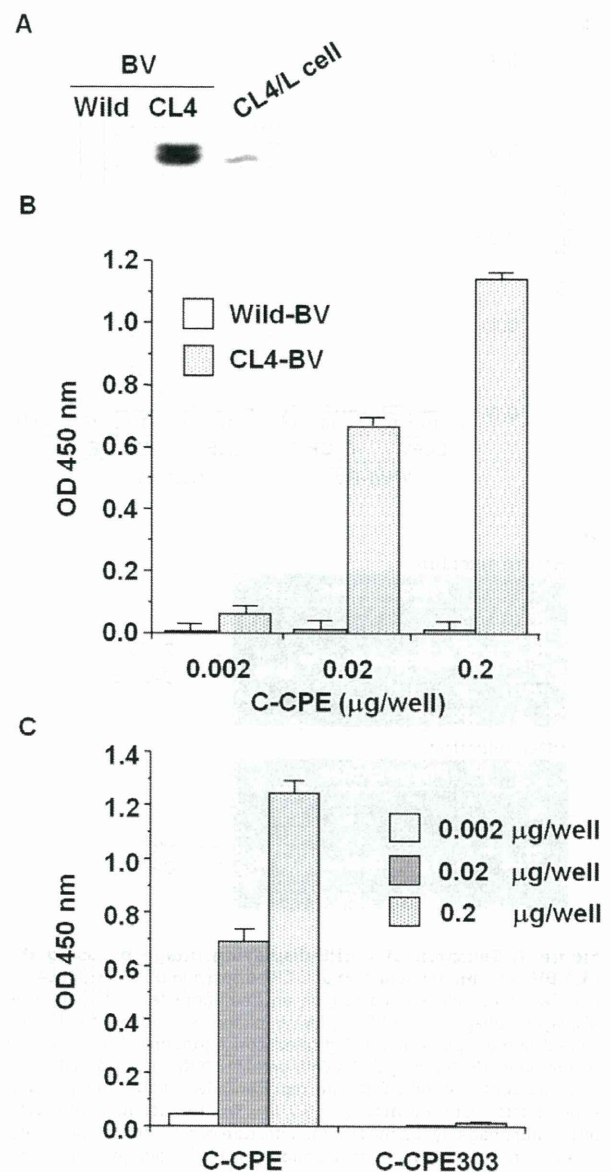 A
BV
Wild CL4 CL4/L cell
B
1.2
1.0
0.8
0.6
0.4
0.2
0.0
OD 450 nm
Wild-BV
CL4-BV
0.002 0.02 0.2
C-CPE (μg/well)
C
1.4
1.2
1.0
0.8
0.6
0.4
0.2
0.0
OD 450 nm
0.002 μg/well
0.02 μg/well
0.2 μg/well
C-CPE C-CPE303